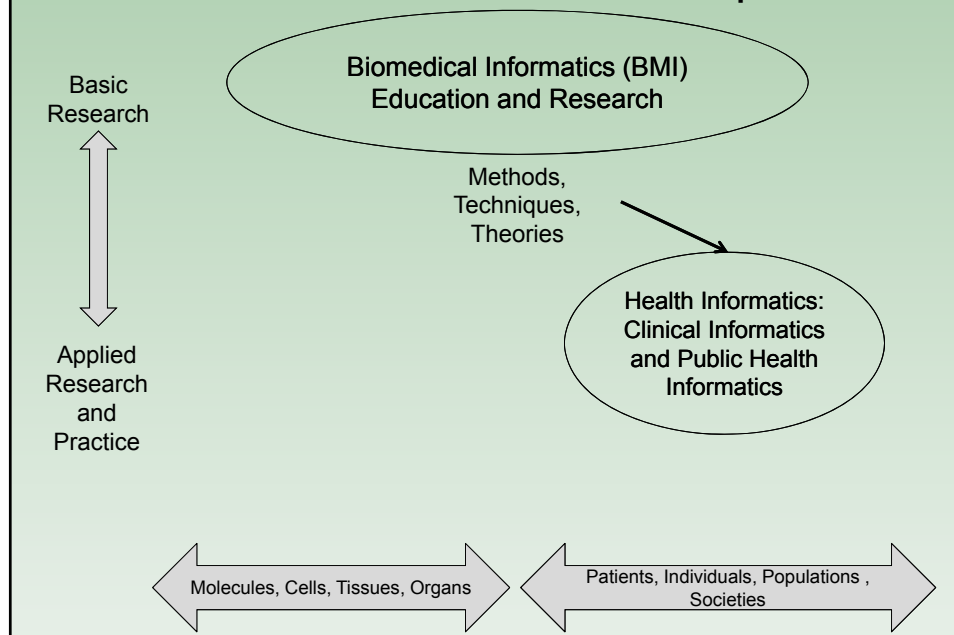 Biomedical Informatics (BMI)
Education and Research
Basic
Research
Methods,
Techniques,
Theories
Health Informatics:
Clinical Informatics
and Public Health
Informatics
Applied
Research
and
Practice
Molecules, Cells, Tissues, Organs
Patients, Individuals, Populations ,
Societies